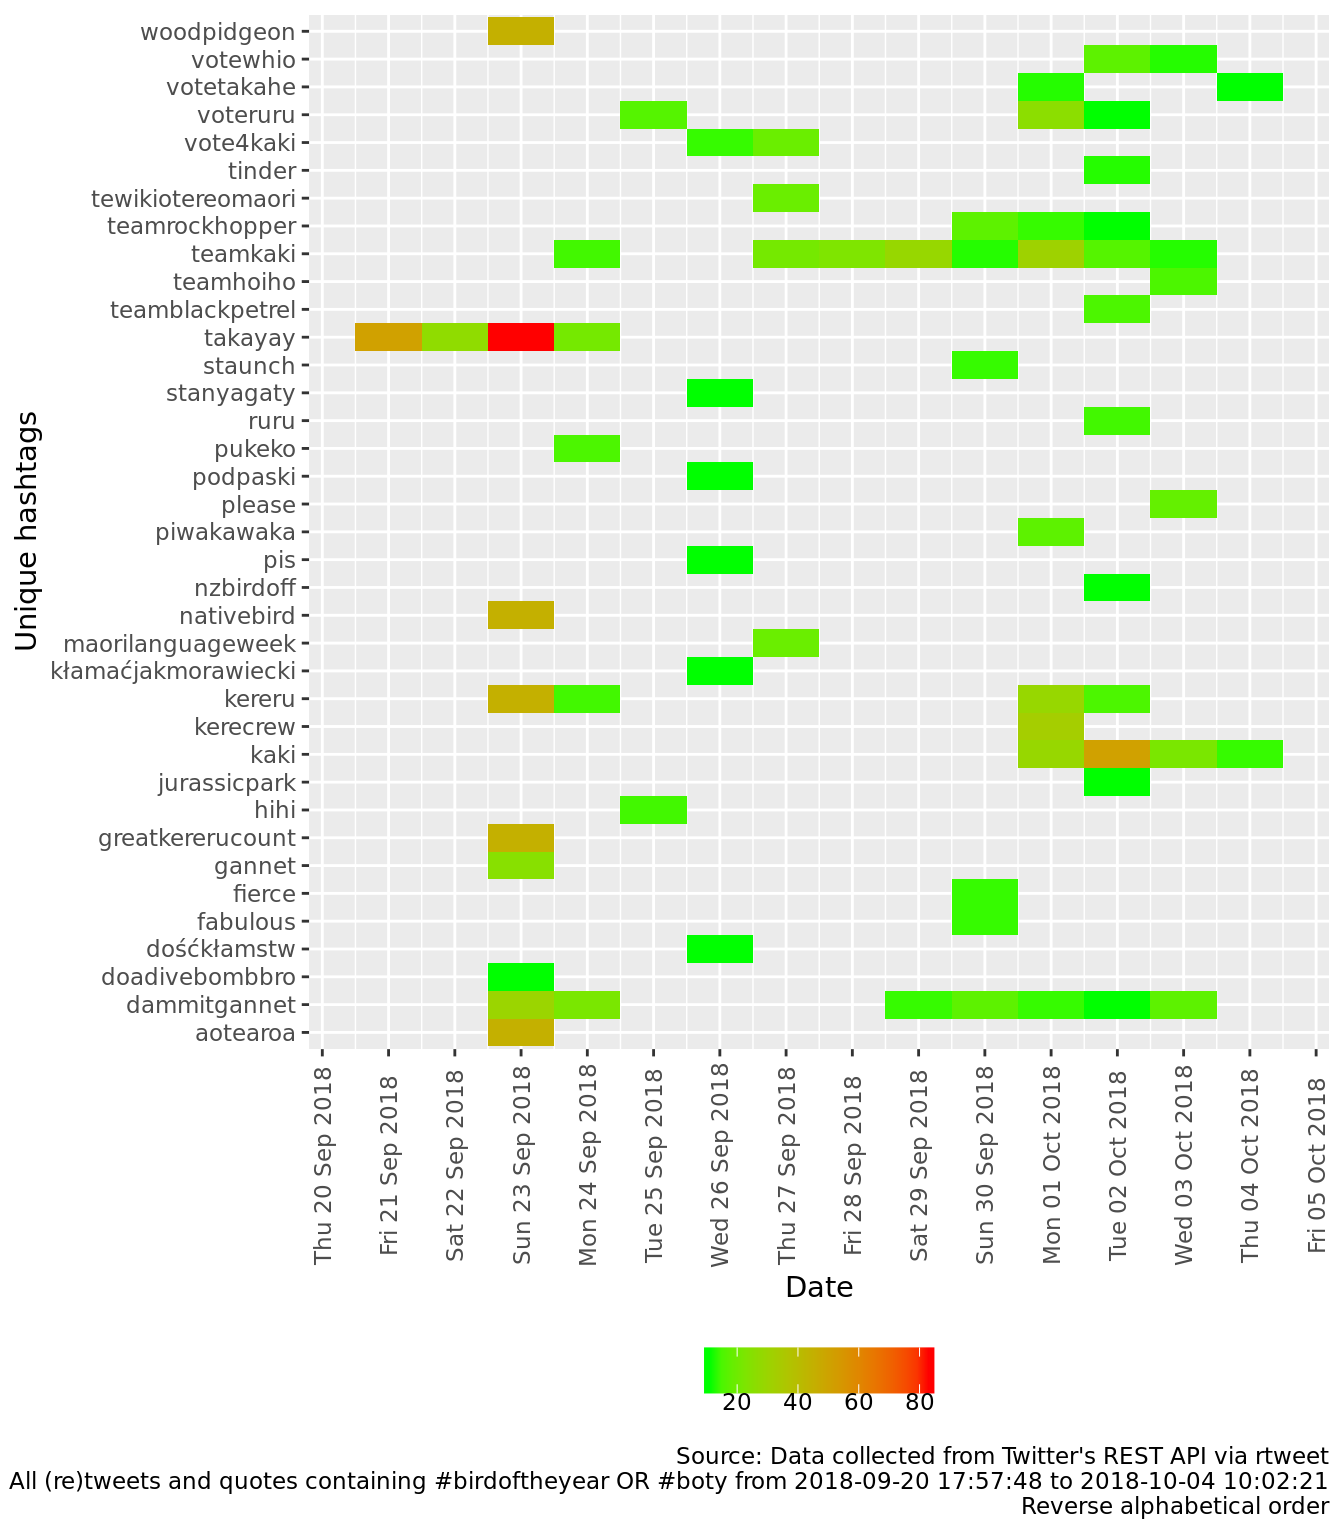 woodpidgeon
votewhio
votetakahe
voteruru
vote4kaki
tinder
tewikiotereomaori
teamrockhopper
teamkaki
teamhoiho
teamblackpetrel
takayay
staunch
stanyagaty
ruru
pukeko
podpaski
please
piwakawaka
pis
nzbirdoff
nativebird
maorilanguageweek
kłamaćjakmorawiecki
kereru
kerecrew
kaki
jurassicpark
hihi
greatkererucount
gannet
fierce
fabulous
dośćkłamstw
doadivebombbro
dammitgannet
aotearoa
Unique hashtags
Thu 20 Sep 2018
Fri 21 Sep 2018
Sat 22 Sep 2018
Sun 23 Sep 2018
Mon 24 Sep 2018
Tue 25 Sep 2018
Wed 26 Sep 2018
Thu 27 Sep 2018
Fri 28 Sep 2018
Sat 29 Sep 2018
Sun 30 Sep 2018
Mon 01 Oct 2018
Tue 02 Oct 2018
Wed 03 Oct 2018
Thu 04 Oct 2018
Fri 05 Oct 2018
Date
20 40 60 80
Source: Data collected from Twitter's REST API via rtweet
All (re)tweets and quotes containing #birdoftheyear OR #boty from 2018-09-20 17:57:48 to 2018-10-04 10:02:21
Reverse alphabetical order